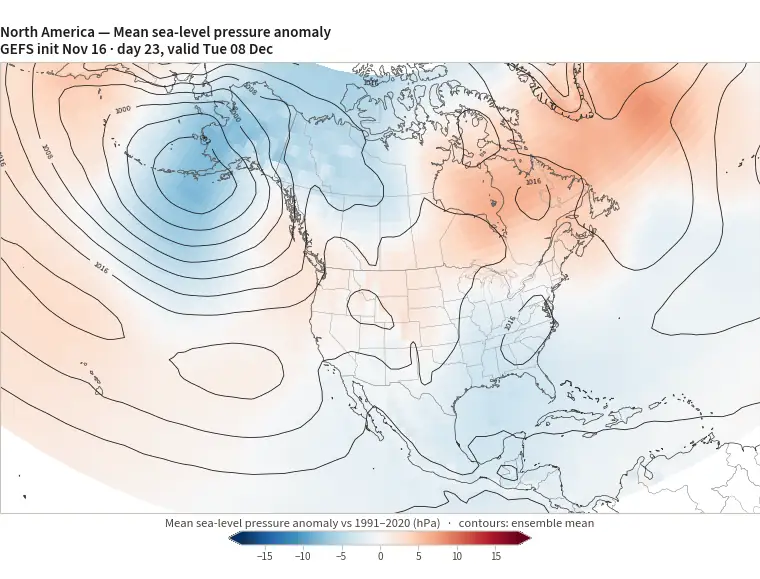 North America — Mean sea-level pressure anomaly
GEFS init Nov 16 · day 23, valid Tue 08 Dec
1008
1016
1000
1000
1008
1016
1016
1016
1016
Mean sea-level pressure anomaly vs 1991–2020 (hPa) · contours: ensemble mean
−15 −10 −5 0 5 10 15